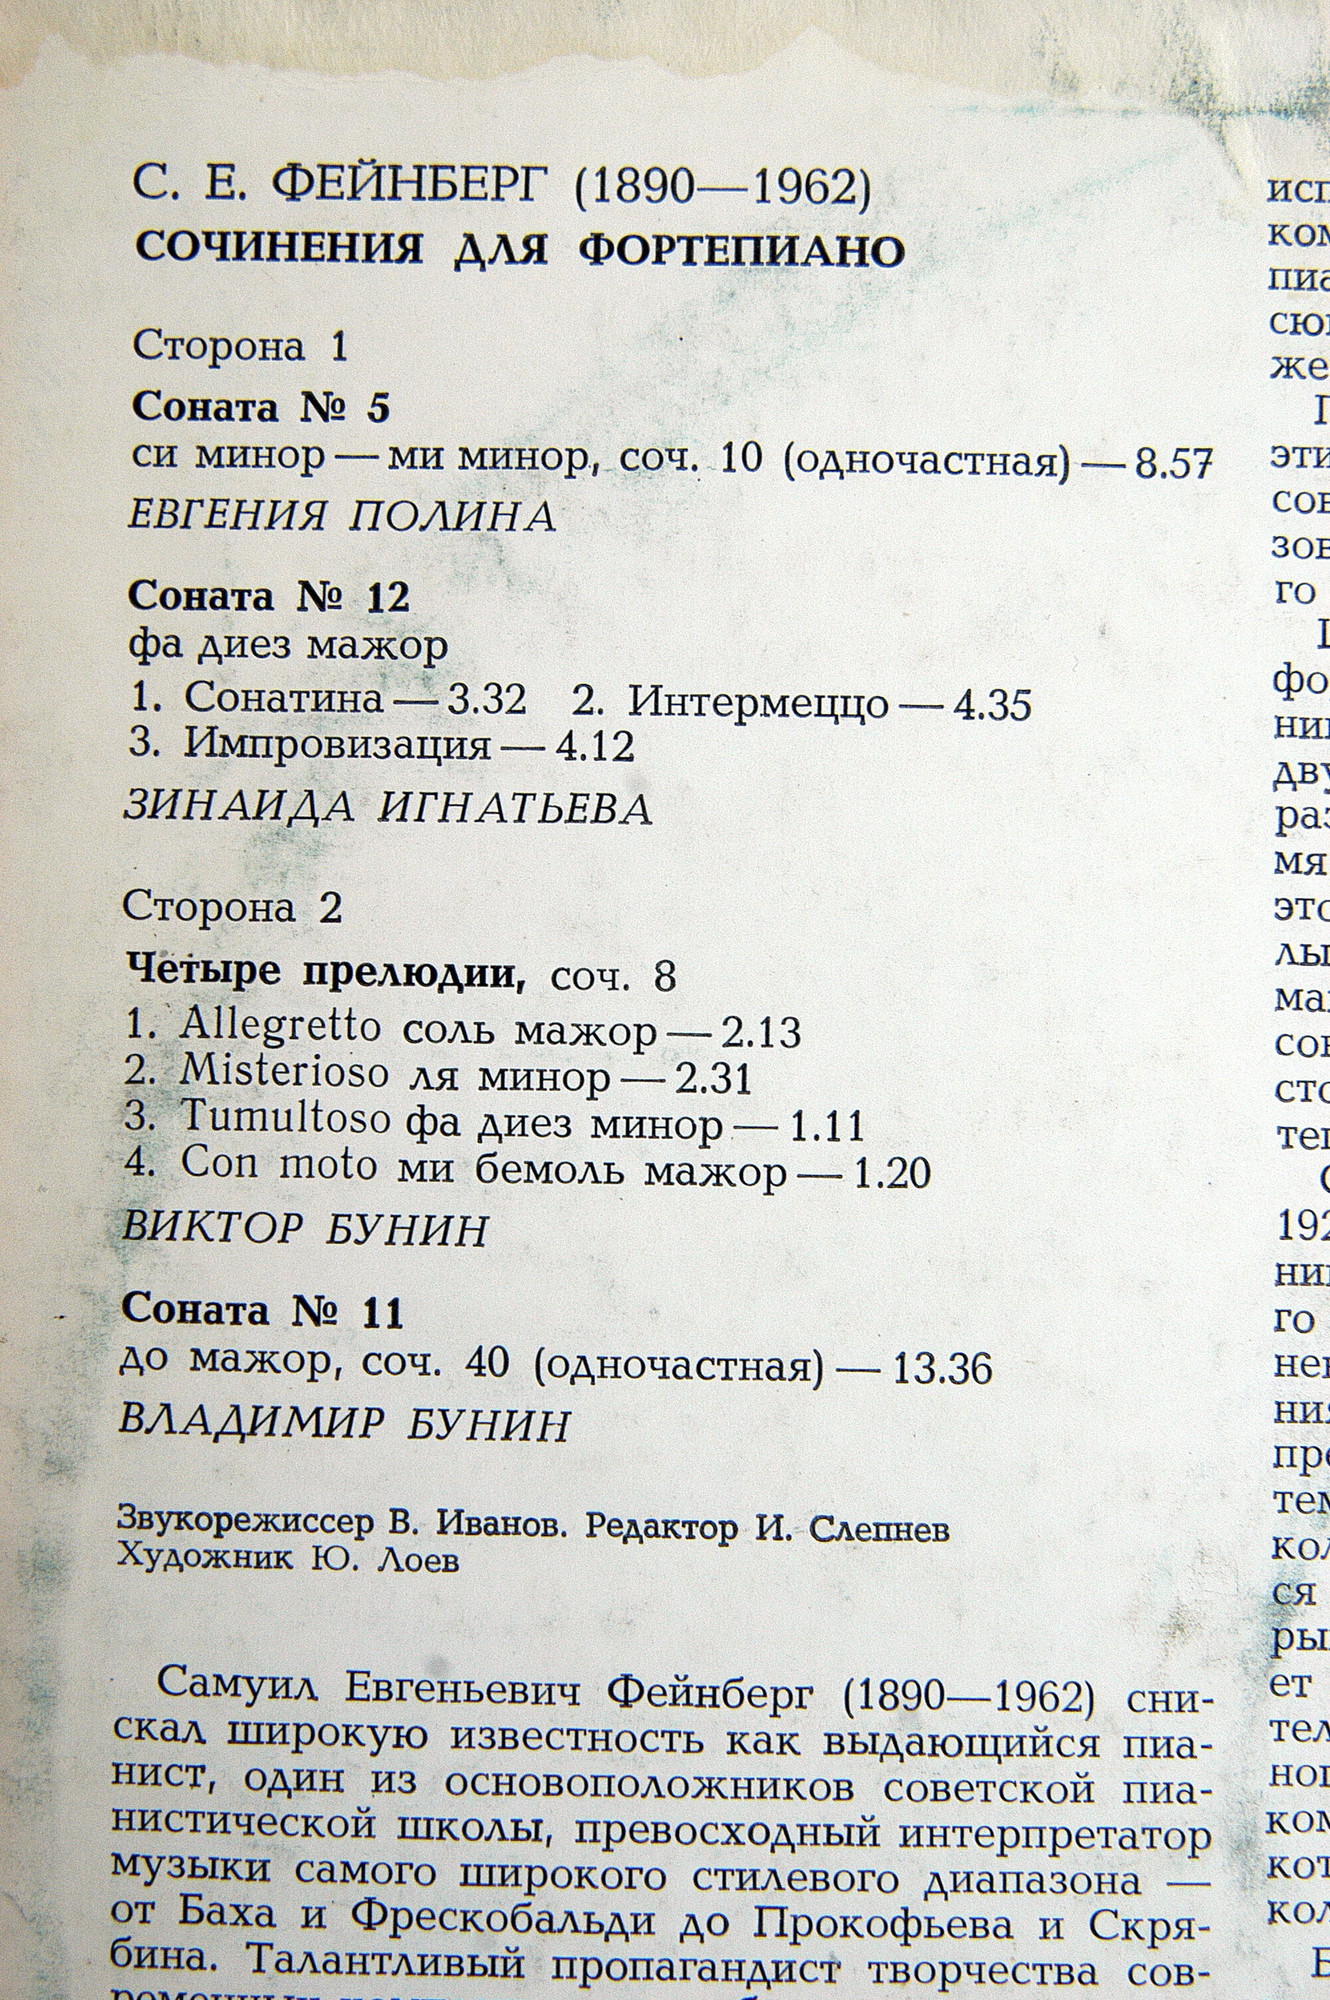 С. Е. ФЕЙНБЕРГ (1890—1962)
СОЧИНЕНИЯ ДЛЯ ФОРТЕПИАНО
Сторона 1
Соната № 5
си минор — ми минор, соч. 10 (одночастная) — 8.57
ЕВГЕНИЯ ПОЛИНА
Соната № 12
фа диез мажор
1. Сонатина — 3.32 2. Интермеццо — 4.35
3. Импровизация — 4.12
ЗИНАИДА ИГНАТЬЕВА
Сторона 2
Четыре прелюдии, соч. 8
1. Allegretto соль мажор — 2.13
2. Misterioso ля минор — 2.31
3. Tumultoso фа диез минор — 1.11
4. Con moto ми бемоль мажор — 1.20
ВИКТОР БУНИН
Соната № 11
до мажор, соч. 40 (одночастная) — 13.36
ВЛАДИМИР БУНИН
Звукорежиссер В. Иванов. Редактор И. Слепнев
Художник Ю. Лоев
Самуил Евгеньевич Фейнберг (1890—1962) сни-
скал широкую известность как выдающийся пиа-
нист, один из основоположников советской пиа-
нистической школы, превосходный интерпретатор
музыки самого широкого стилевого диапазона —
от Баха и Фрескобальди до Прокофьева и Скря-
бина. Талантливый пропагандист творчества сов-